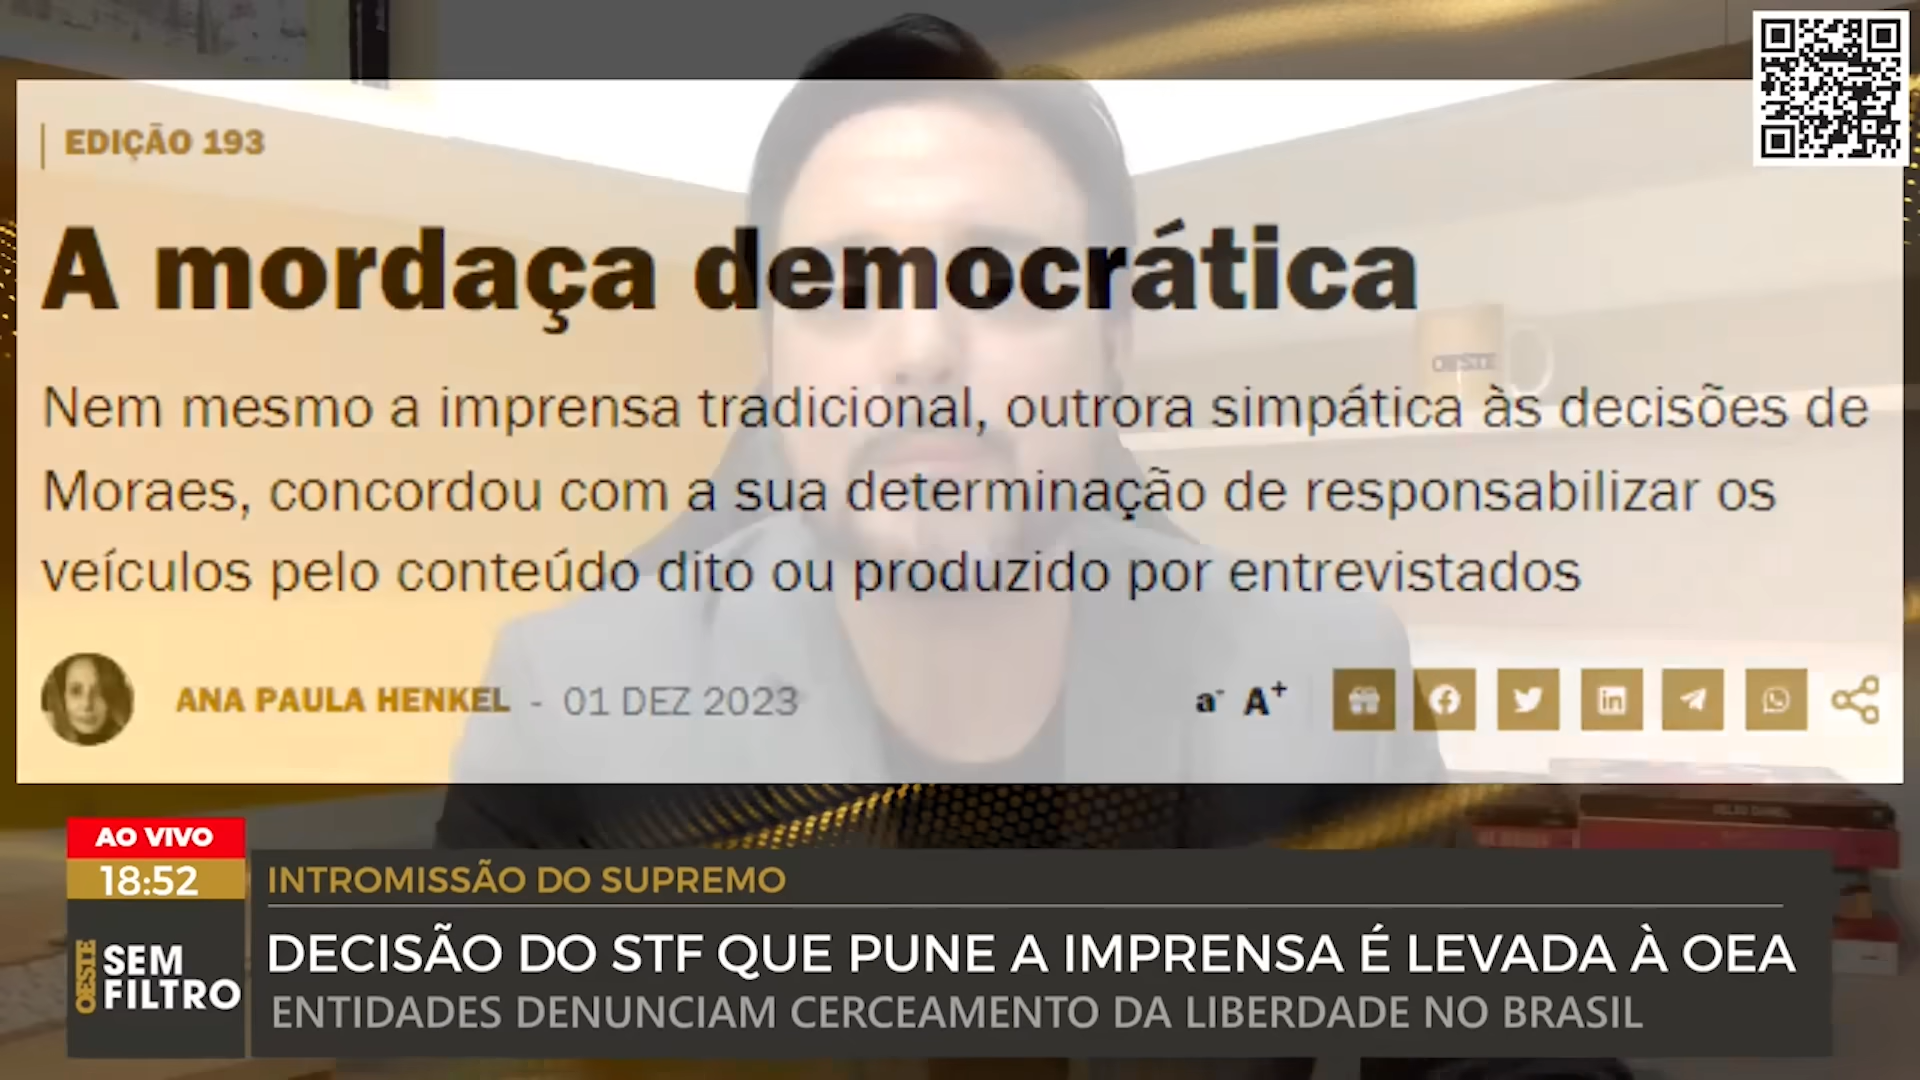 EDIÇÃO 193
A mordaça democrática
Nem mesmo a imprensa tradicional, outrora simpática às decisões de
Moraes, concordou com a sua determinação de responsabilizar os
veículos pelo conteúdo dito ou produzido por entrevistados
ANA PAULA HENKEL - 01 DEZ 2023
a- A+
OESTE
AO VIVO
18:52
INTROMISSÃO DO SUPREMO
OESTE
SEM
FILTRO
DECISÃO DO STF QUE PUNE A IMPRENSA É LEVADA À OEA
ENTIDADES DENUNCIAM CERCEAMENTO DA LIBERDADE NO BRASIL